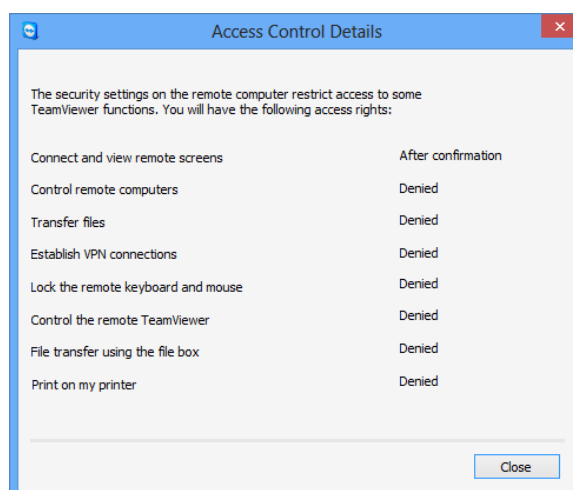 Access Control Details
The security settings on the remote computer restrict access to some
TeamViewer functions. You will have the following access rights:
Connect and view remote screens After confirmation
Control remote computers Denied
Transfer files Denied
Establish VPN connections Denied
Lock the remote keyboard and mouse Denied
Control the remote TeamViewer Denied
File transfer using the file box Denied
Print on my printer Denied
Close